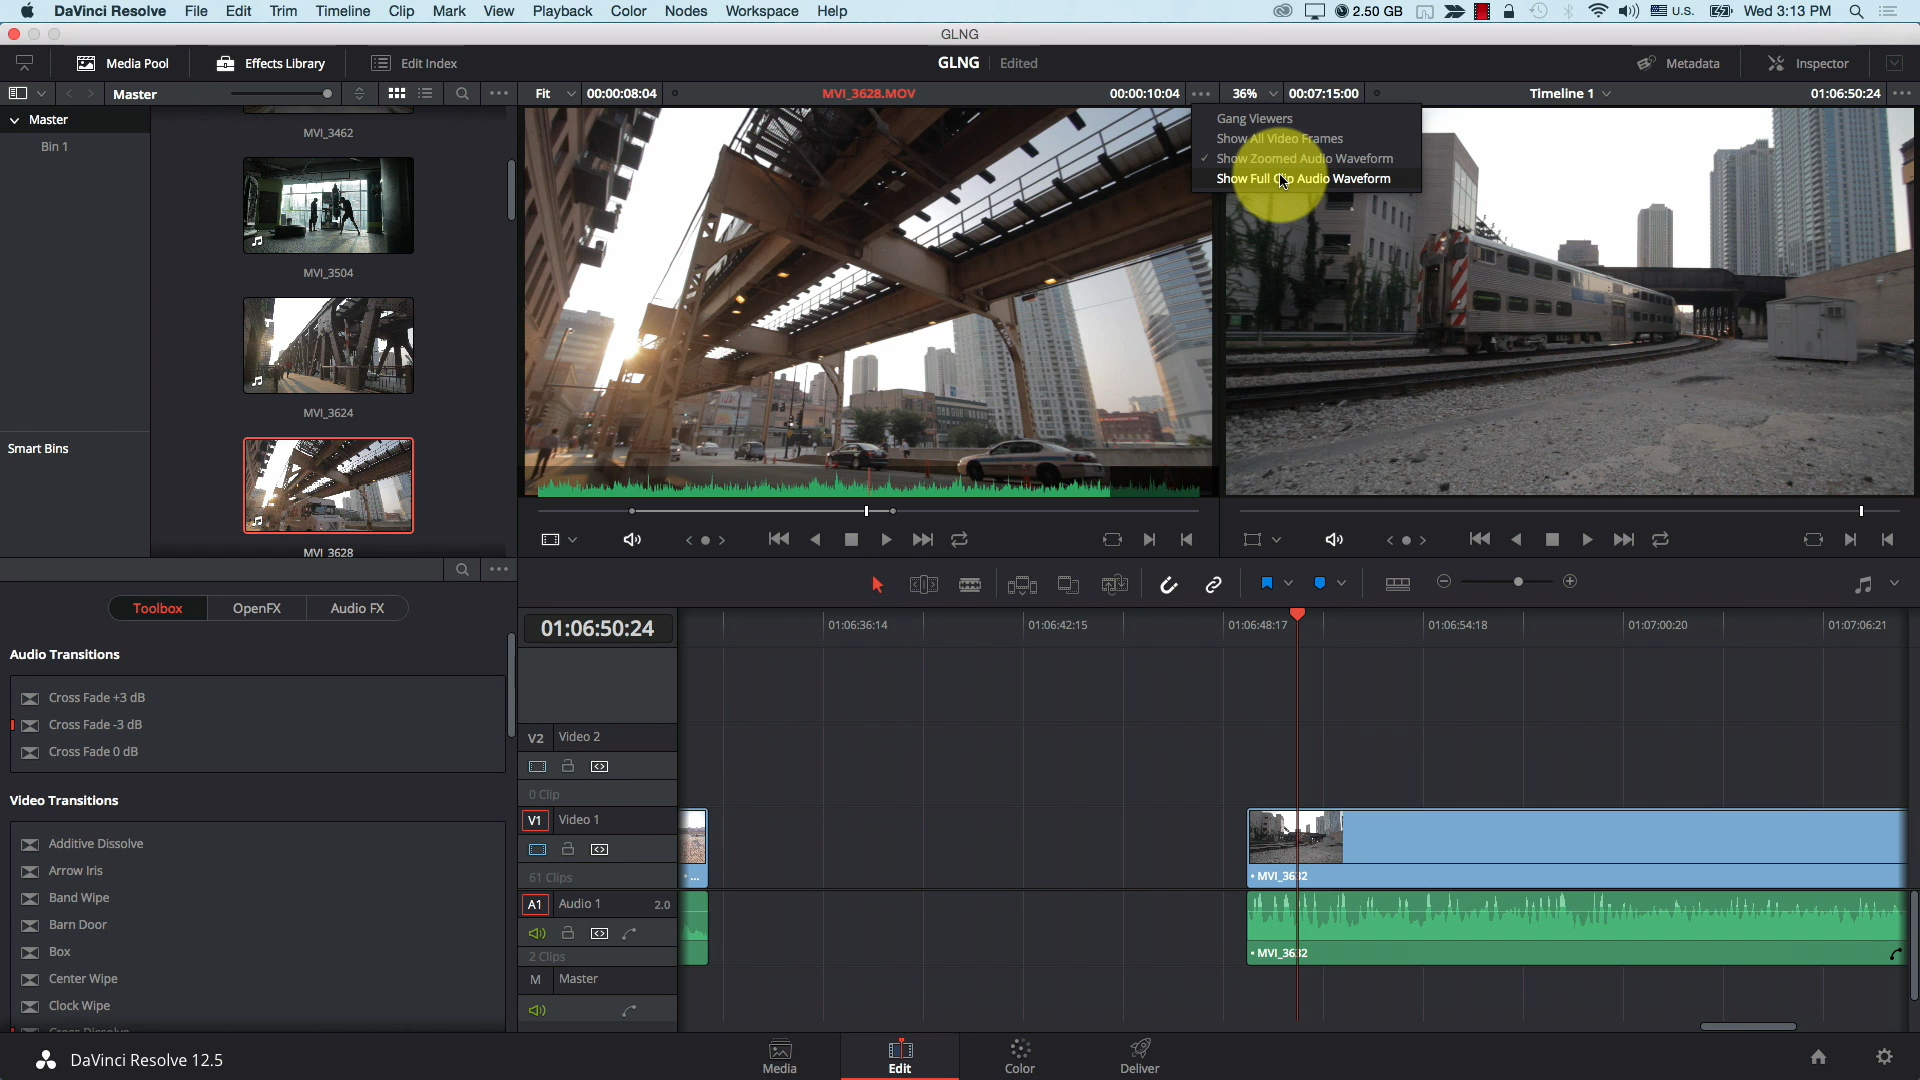 DaVinci Resolve File Edit Trim Timeline Clip Mark View Playback Color Nodes Workspace Help 2.50 GB U.S. Wed 3:13 PM
GLNG
Media Pool Effects Library Edit Index GLNG Edited Metadata Inspector
Master Fit 00:00:08:04 MVI_3628.MOV 00:00:10:04 36% 00:07:15:00 Timeline 1 01:06:50:24
Master
Bin 1
Smart Bins
MVI_3462
MVI_3504
MVI_3624
MVI_3628
Gang Viewers
Show All Video Frames
Show Zoomed Audio Waveform
Show Full Clip Audio Waveform
Toolbox OpenFX Audio FX
Audio Transitions
Cross Fade +3 dB
Cross Fade -3 dB
Cross Fade 0 dB
Video Transitions
Additive Dissolve
Arrow Iris
Band Wipe
Barn Door
Box
Center Wipe
Clock Wipe
Cross Dissolve
01:06:50:24 01:06:36:14 01:06:42:15 01:06:48:17 01:06:54:18 01:07:00:20 01:07:06:21
V2 Video 2
0 Clip
V1 Video 1
61 Clips
A1 Audio 1 2.0
2 Clips
M Master
...
• MVI_3632
• MVI_3632
DaVinci Resolve 12.5 Media Edit Color Deliver